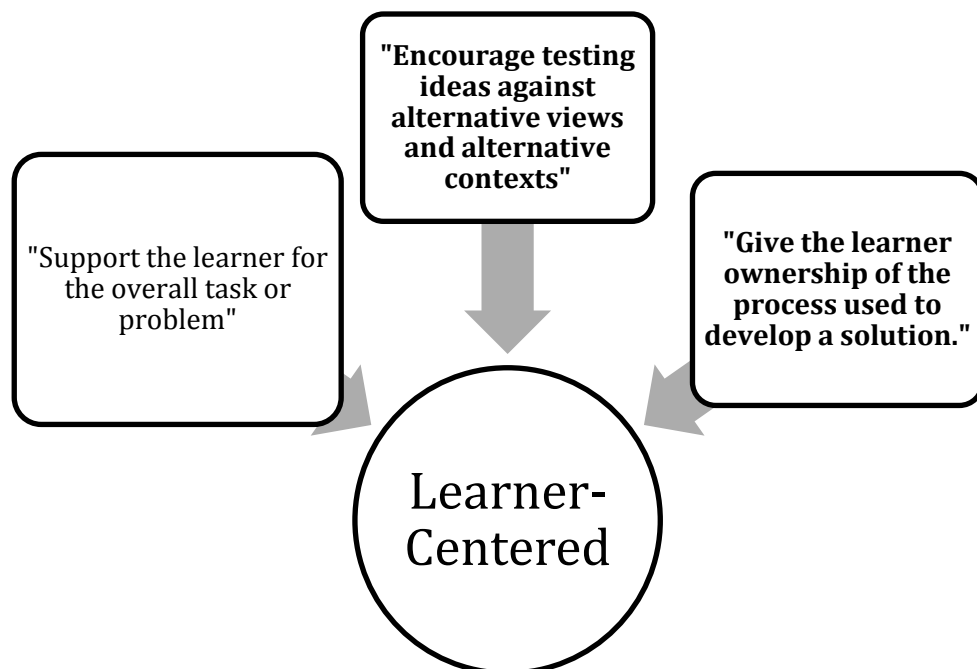 "Encourage testing
ideas against
alternative views
and alternative
contexts"
"Support the learner for
the overall task or
problem"
"Give the learner
ownership of the
process used to
develop a solution."
Learner-
Centered